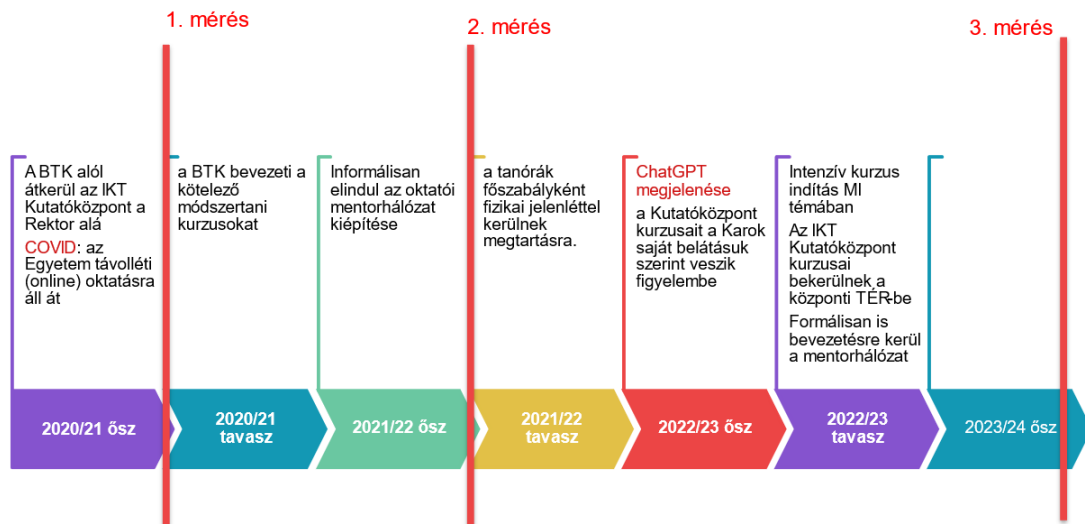 1. mérés
2. mérés
3. mérés
A BTK alól
átkerül az IKT
Kutatóközpont a
Rektor alá
COVID: az
Egyetem távolléti
(online) oktatásra
áll át
a BTK bevezeti a
kötelező
módszertani
kurzusokat
Informálisan
elindul az oktatói
mentorhálózat
kiépítése
a tanórák
főszabályként
fizikai jelenléttel
kerülnek
megtartásra.
ChatGPT
megjelenése
a Kutatóközpont
kurzusait a Karok
saját belátásuk
szerint veszik
figyelembe
Intenzív kurzus
indítás MI
témában
Az IKT
Kutatóközpont
kurzusai
bekerülnek a
központi TÉR-be
Formálisan is
bevezetésre kerül
a mentorhálózat
2020/21 ősz
2020/21
tavasz
2021/22 ősz
2021/22
tavasz
2022/23 ősz
2022/23
tavasz
2023/24 ősz